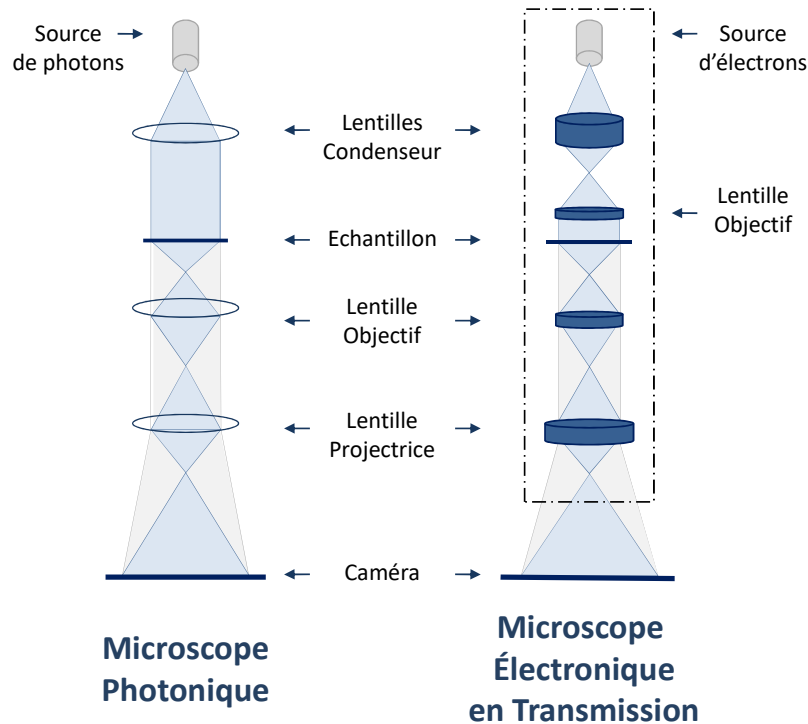 Source
de photons
Source
d'électrons
Lentilles
Condenseur
Lentille
Objectif
Echantillon
Lentille
Objectif
Lentille
Projectrice
Caméra
Microscope
Photonique
Microscope
Électronique
en Transmission